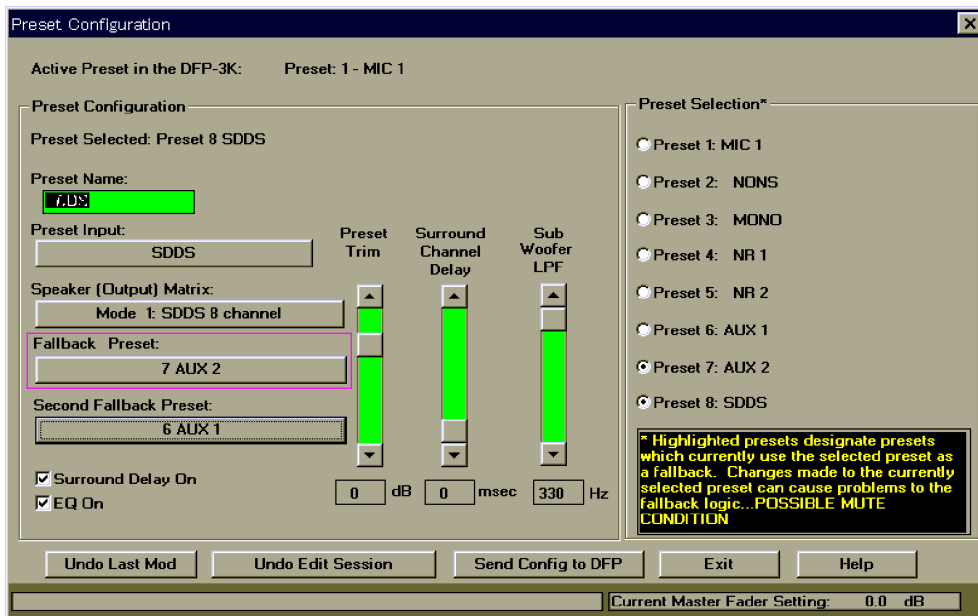 Preset Configuration
Active Preset in the DFP-3K: Preset: 1 - MIC 1
Preset Configuration
Preset Selected: Preset 8 SDDS
Preset Name:
Preset Input:
SDDS
Speaker (Output) Matrix:
Mode 1: SDDS 8 channel
Fallback Preset:
7 AUX 2
Second Fallback Preset:
6 AUX 1
Surround Delay On
EQ On
Preset
Trim
Surround
Channel
Delay
Sub
Woofer
LPF
0 dB 0 msec 330 Hz
Preset Selection*
Preset 1: MIC 1
Preset 2: NONS
Preset 3: MONO
Preset 4: NR 1
Preset 5: NR 2
Preset 6: AUX 1
Preset 7: AUX 2
Preset 8: SDDS
* Highlighted presets designate presets
which currently use the selected preset as
a fallback. Changes made to the currently
selected preset can cause problems to the
fallback logic...POSSIBLE MUTE
CONDITION
Undo Last Mod Undo Edit Session Send Config to DFP Exit Help
Current Master Fader Setting: 0.0 dB